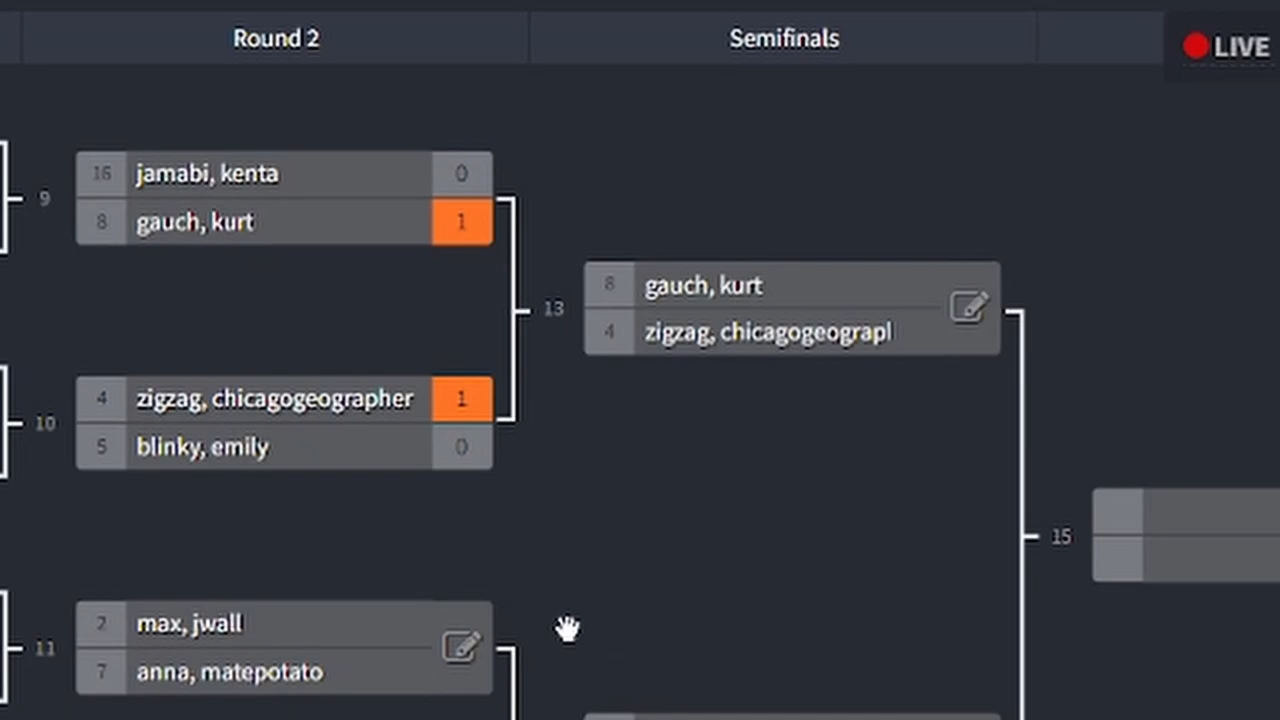 Round 2
Semifinals
LIVE
9
16 jamabi, kenta 0
8 gauch, kurt 1
13
8 gauch, kurt
4 zigzag, chicagogeograpl
10
4 zigzag, chicagogeographer 1
5 blinky, emily 0
15
11
2 max, jwall
7 anna, matepotato